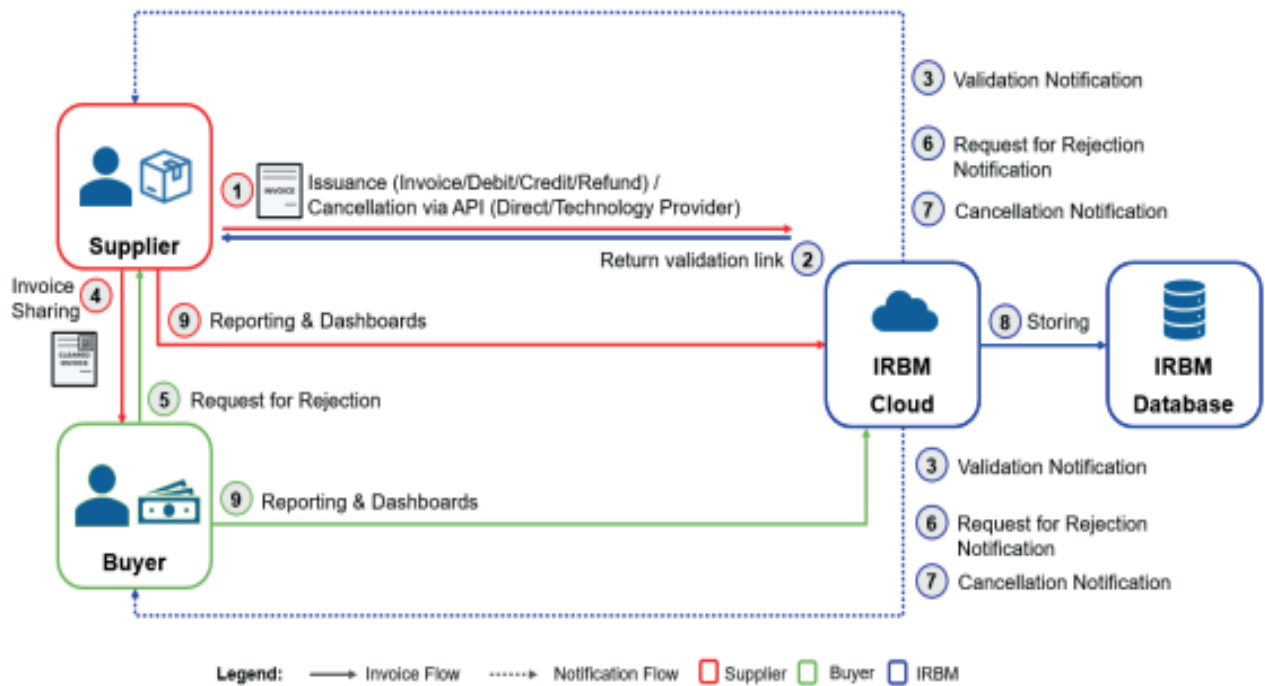 3 Validation Notification
6 Request for Rejection
Notification
7 Cancellation Notification
Supplier
1
INVOICE
Issuance (Invoice/Debit/Credit/Refund) /
Cancellation via API (Direct/Technology Provider)
Return validation link 2
Invoice
Sharing
4
CLEARED
INVOICE
9 Reporting & Dashboards
IRBM
Cloud
8 Storing
IRBM
Database
5 Request for Rejection
Buyer
9 Reporting & Dashboards
3 Validation Notification
6 Request for Rejection
Notification
7 Cancellation Notification
Legend: Invoice Flow Notification Flow Supplier Buyer IRBM